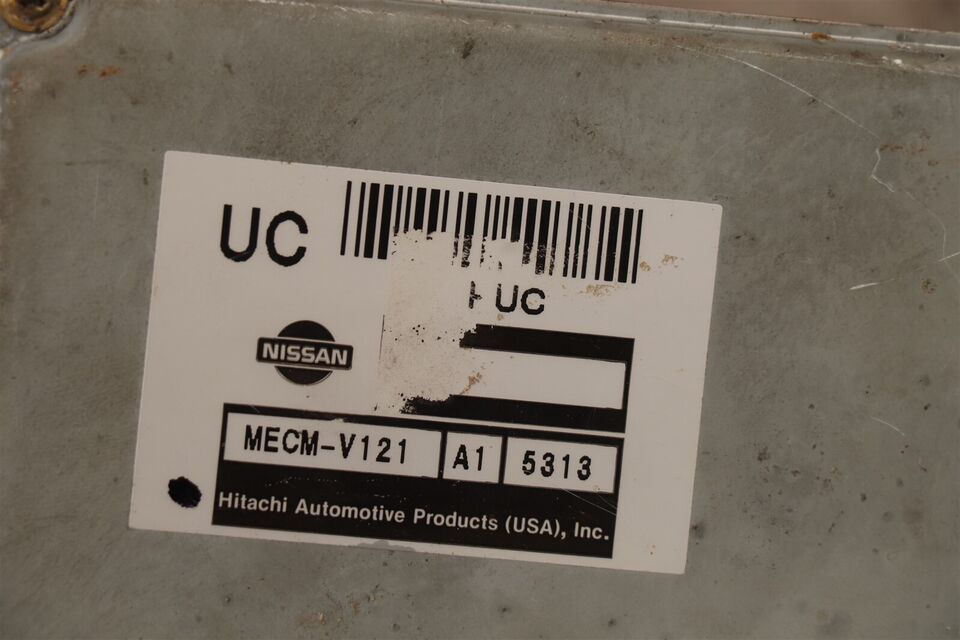 UC
UC
NISSAN
MECM-V121 A1 5313
Hitachi Automotive Products (USA), Inc.